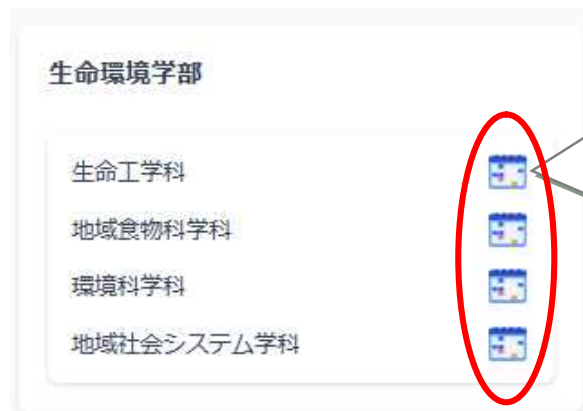 生命環境学部
生命工学科
地域食物科学科
環境科学科
地域社会システム学科